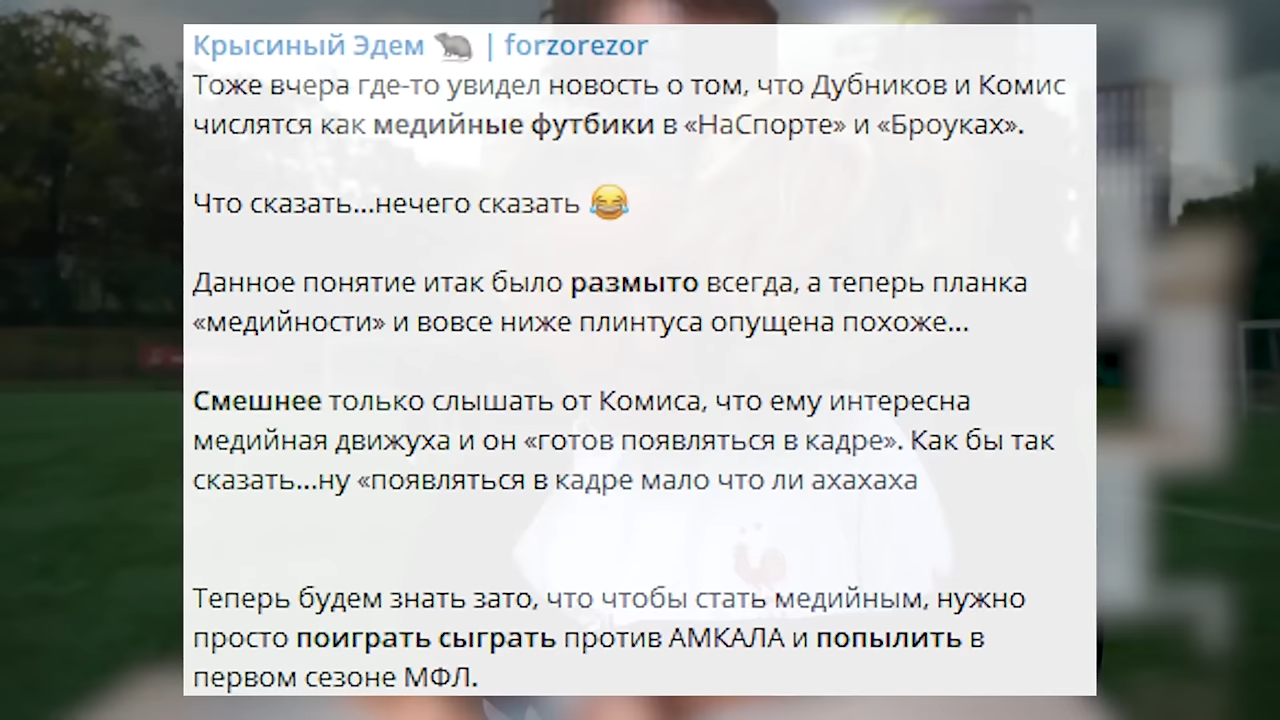 Крысиный Эдем 🐀 | forzorezor
Тоже вчера где-то увидел новость о том, что Дубников и Комис
числятся как медийные футбики в «НаСпорте» и «Броуках».
Что сказать...нечего сказать 😂
Данное понятие итак было размыто всегда, а теперь планка
«медийности» и вовсе ниже плинтуса опущена похоже...
Смешнее только слышать от Комиса, что ему интересна
медийная движуха и он «готов появляться в кадре». Как бы так
сказать...ну «появляться в кадре мало что ли ахахаха
Теперь будем знать зато, что чтобы стать медийным, нужно
просто поиграть сыграть против АМКАЛА и попылить в
первом сезоне МФЛ.